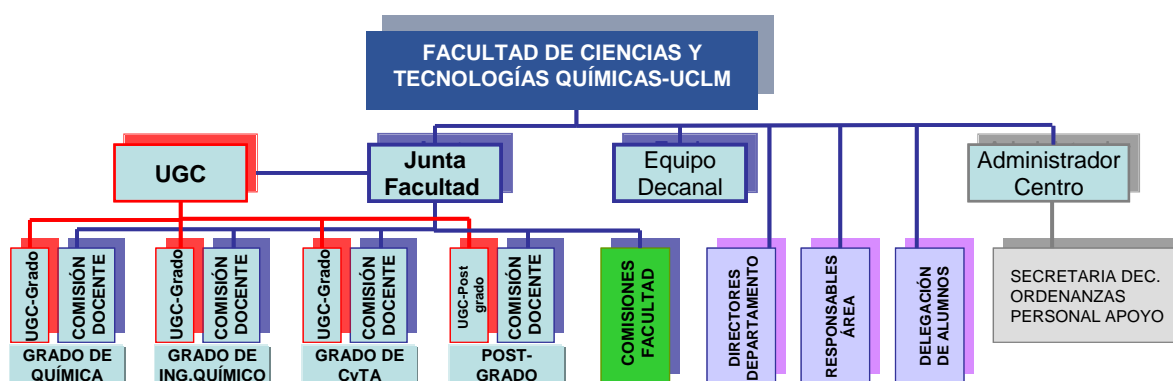 FACULTAD DE CIENCIAS Y
TECNOLOGÍAS QUÍMICAS-UCLM
UGC
Junta
Facultad
Equipo
Decanal
Administrador
Centro
UGC-Grado
COMISIÓN
DOCENTE
UGC-Grado
COMISIÓN
DOCENTE
UGC-Grado
COMISIÓN
DOCENTE
UGC-Post
grado
COMISIÓN
DOCENTE
COMISIONES
FACULTAD
DIRECTORES
DEPARTAMENTO
RESPONSABLES
ÁREA
DELEGACIÓN
DE ALUMNOS
SECRETARIA DEC.
ORDENANZAS
PERSONAL APOYO
GRADO DE
QUÍMICA
GRADO DE
ING.QUÍMICO
GRADO DE
CyTA
POST-
GRADO